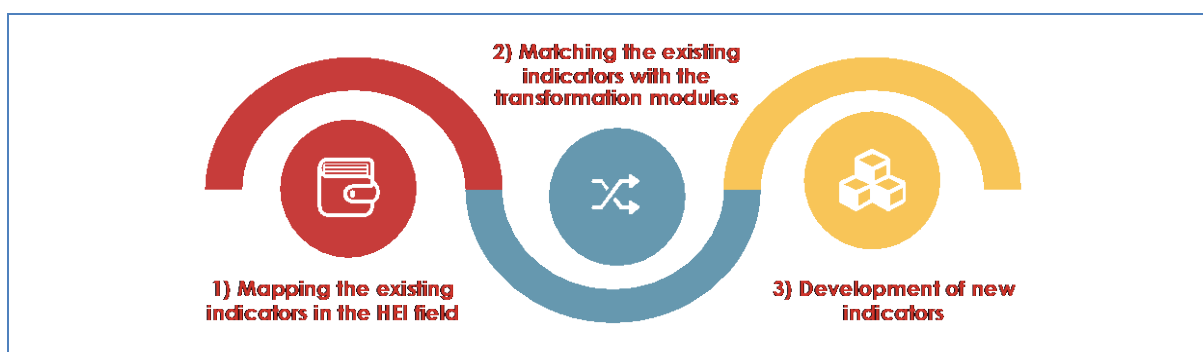 1) Mapping the existing
indicators in the HEI field
2) Matching the existing
indicators with the
transformation modules
3) Development of new
indicators